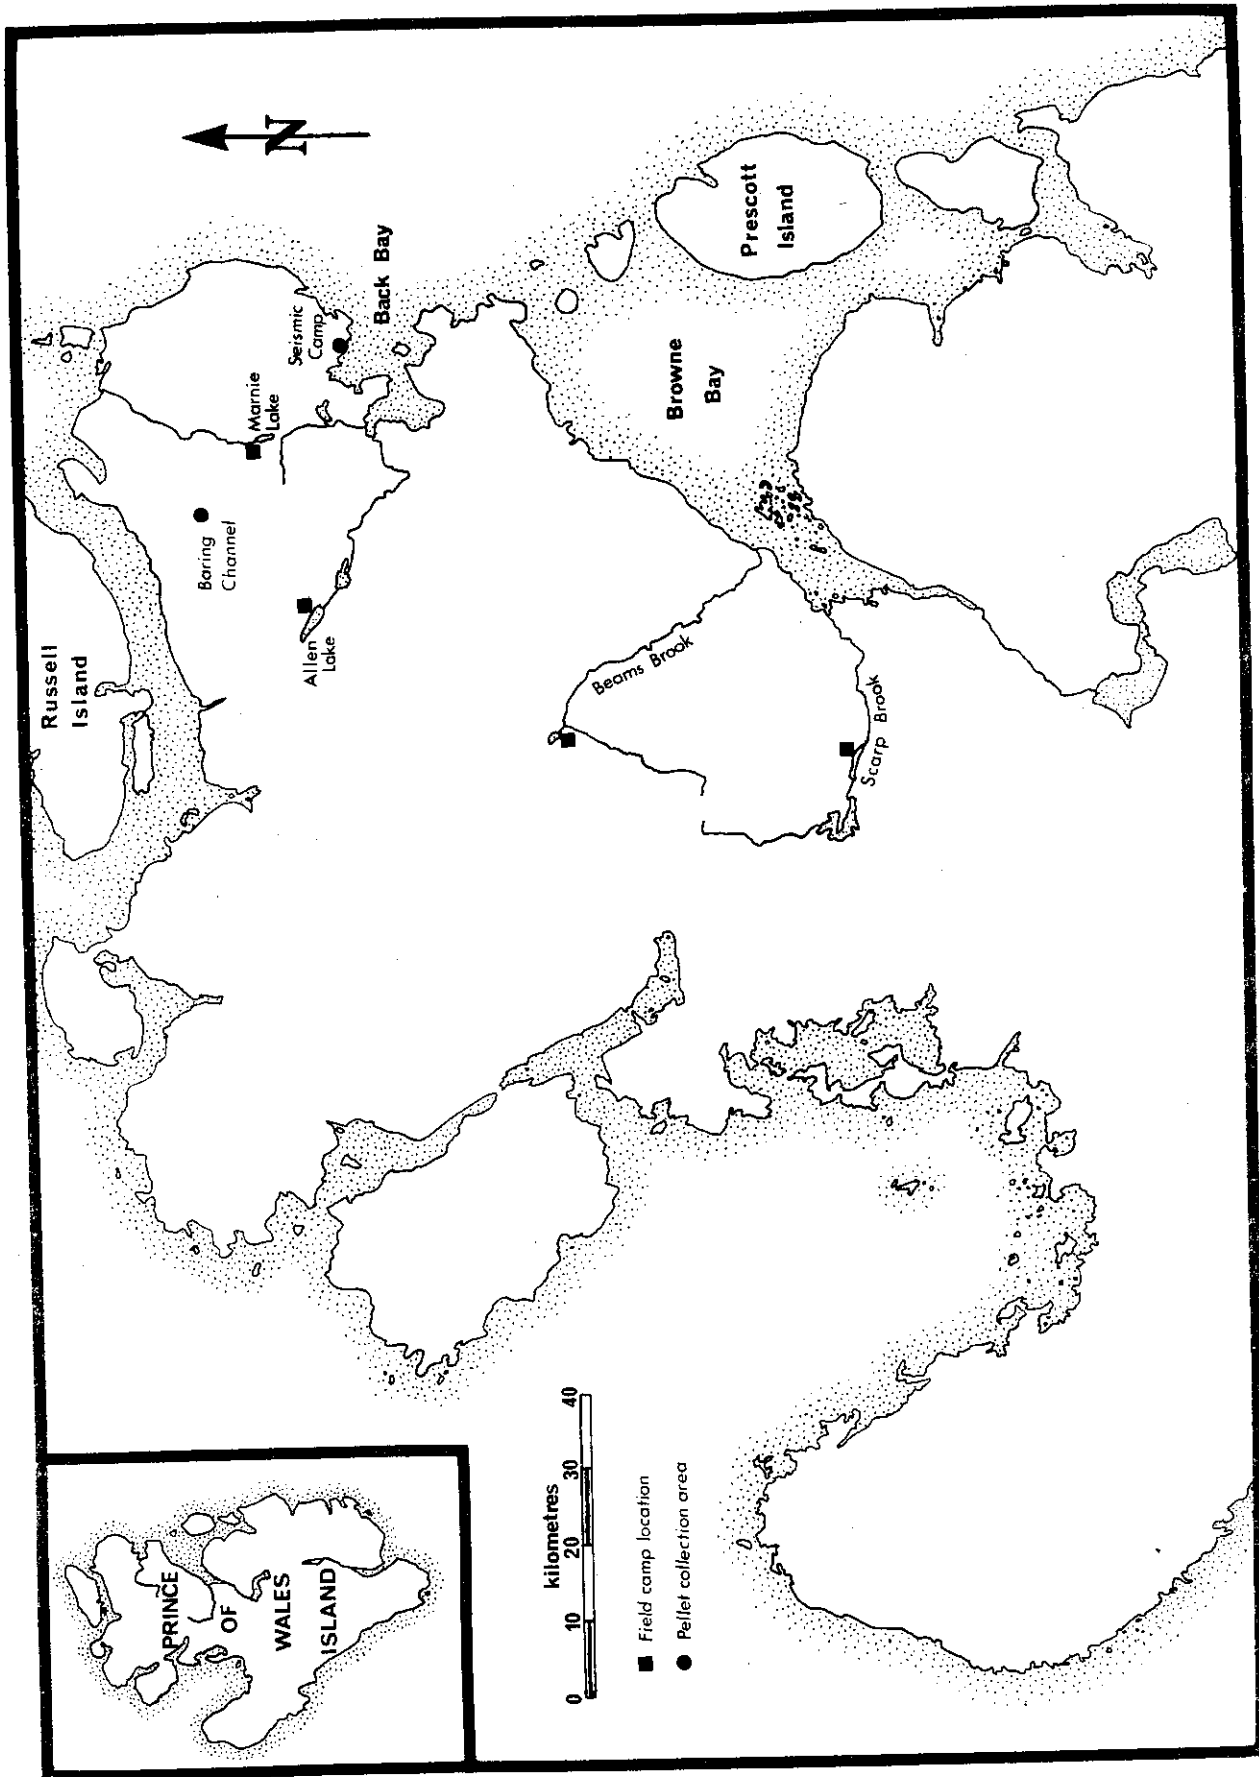 Russell
Island
Baring
Channel
Marnie
Lake
Seismic
Camp
Back Bay
Allen
Lake
N
Beams Brook
Scarp Brook
Browne
Bay
Prescott
Island
PRINCE
OF
WALES
ISLAND
kilometres
0 10 20 30 40
Field camp location
Pellet collection area